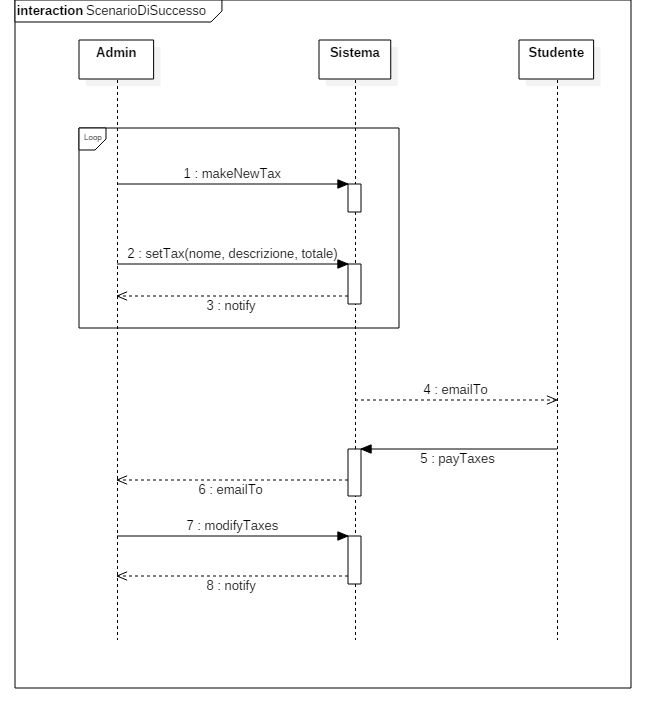 interaction ScenarioDiSuccesso
Admin
Sistema
Studente
Loop
1 : makeNewTax
2 : setTax(nome, descrizione, totale)
3 : notify
4 : emailTo
5 : payTaxes
6 : emailTo
7 : modifyTaxes
8 : notify